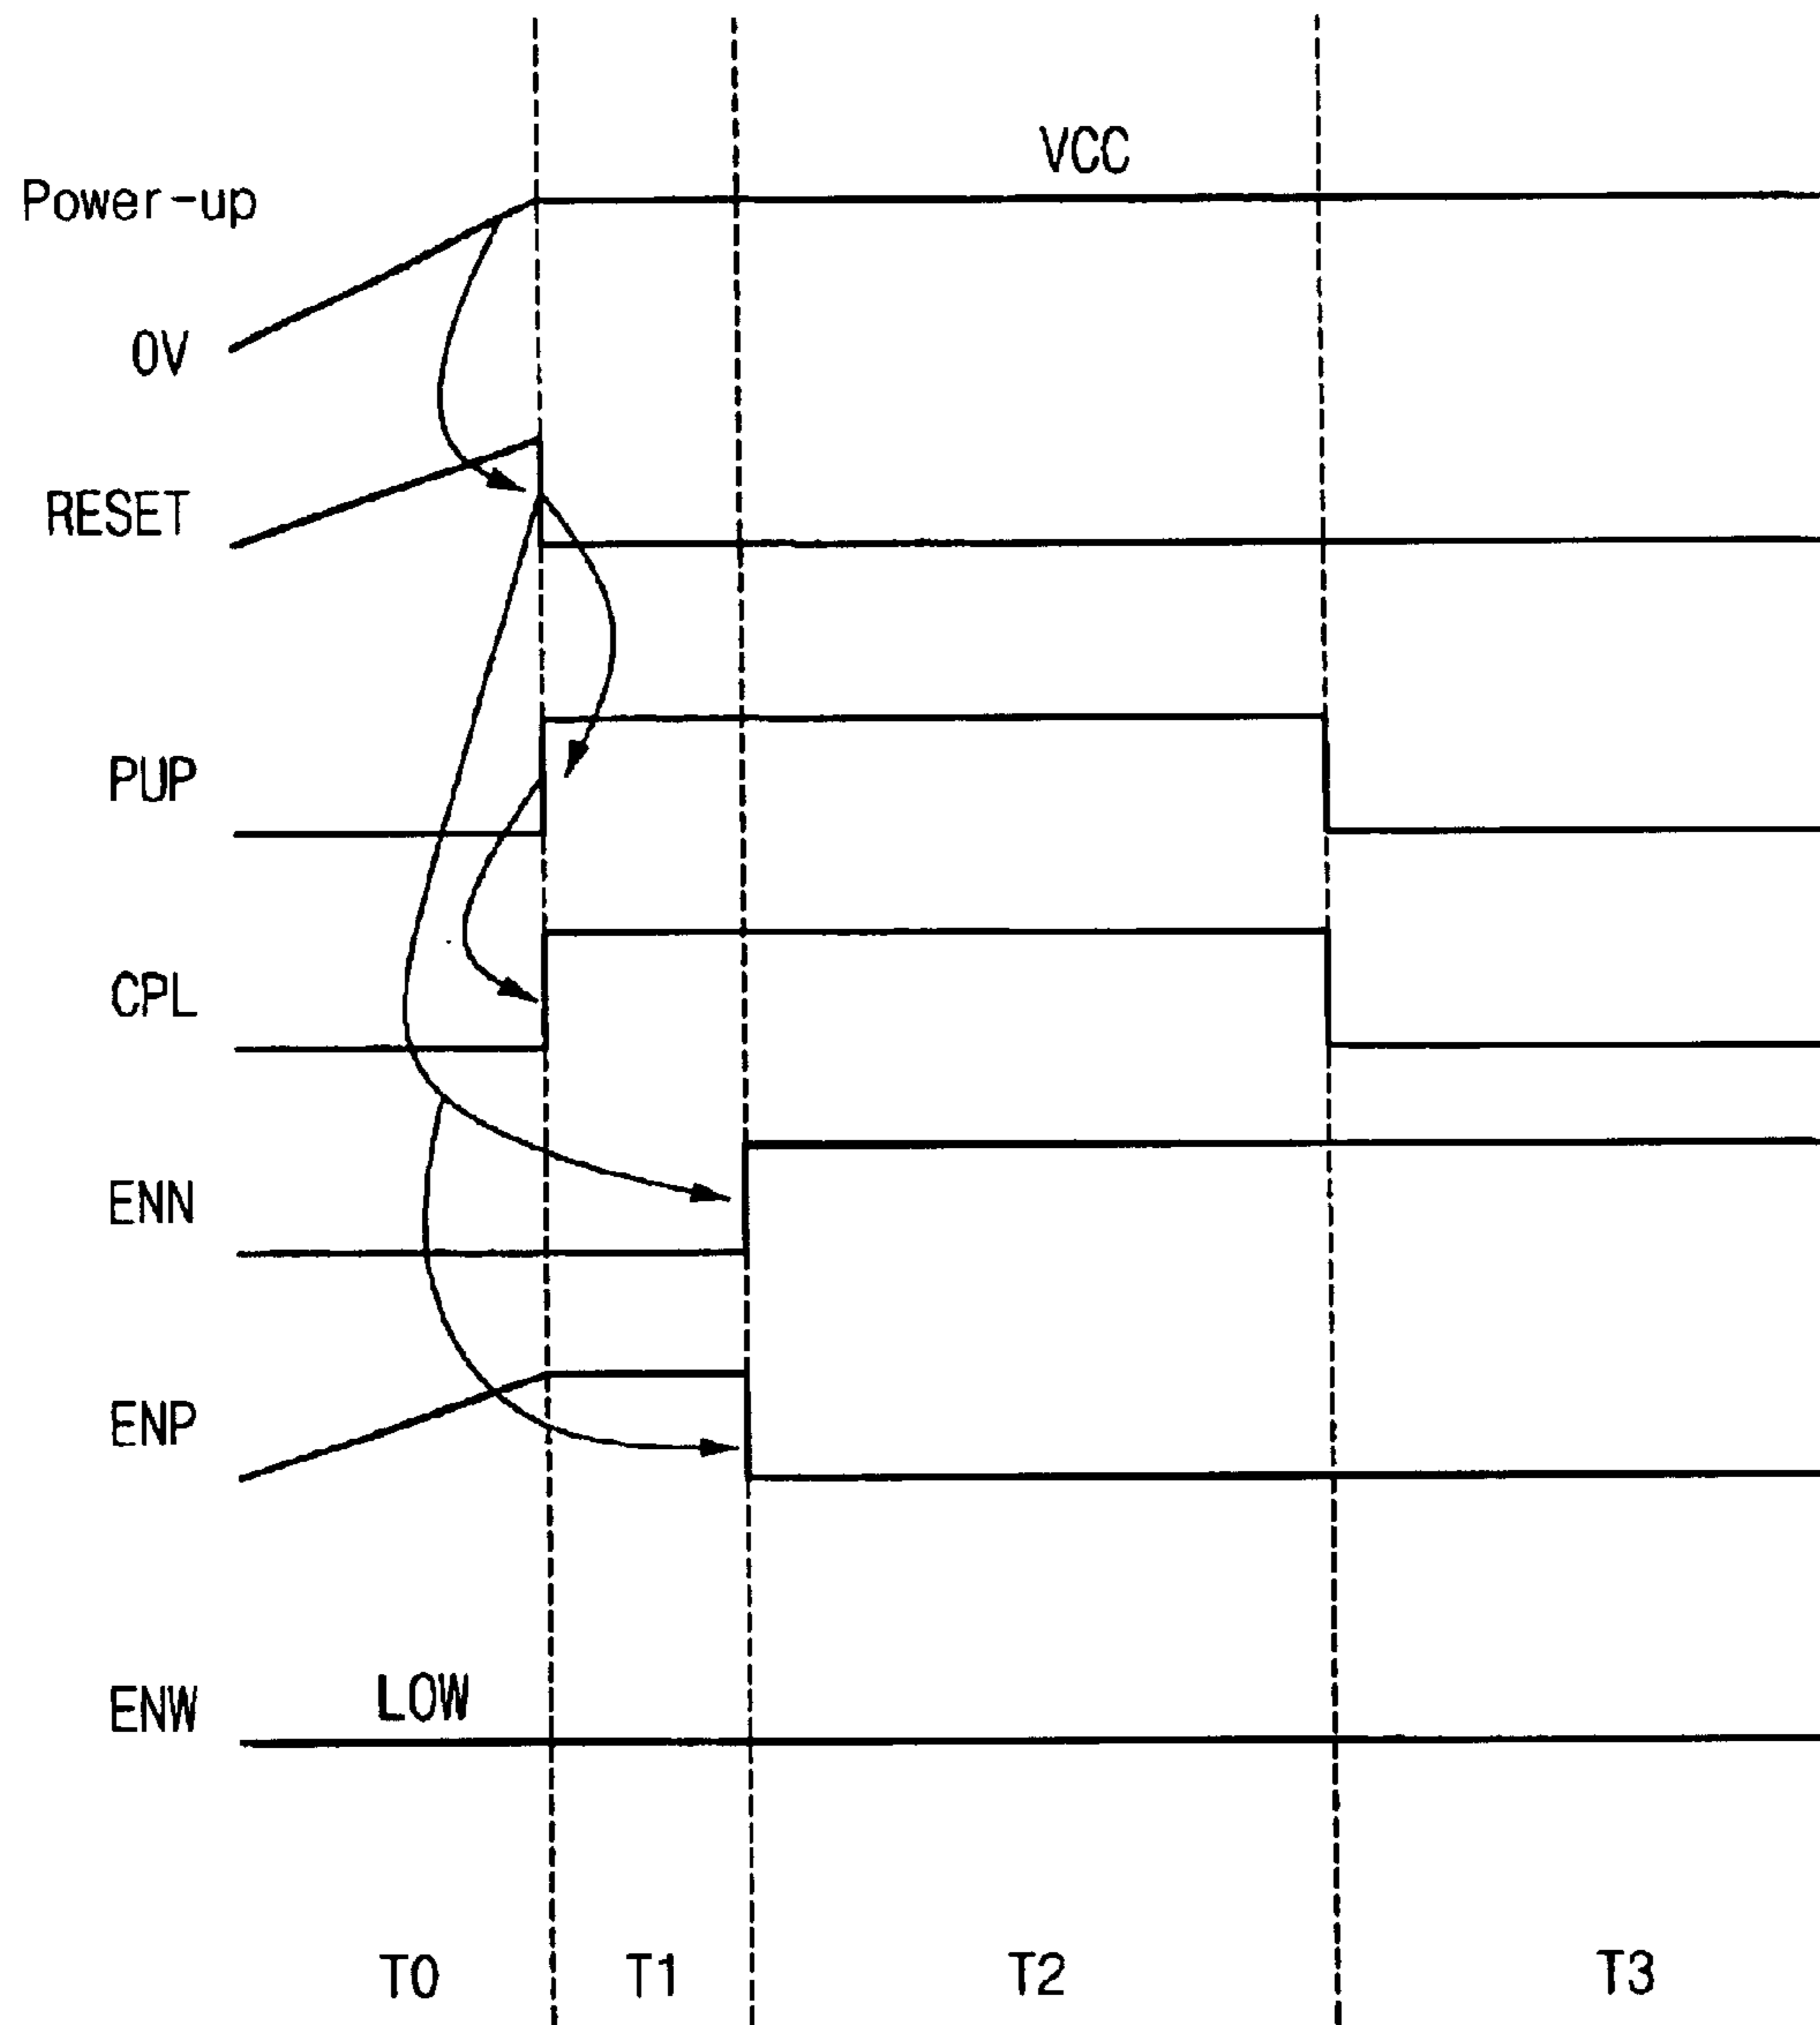 VCC
Power-up
0V
RESET
PUP
CPL
ENN
ENP
ENW LOW
T0 T1 T2 T3